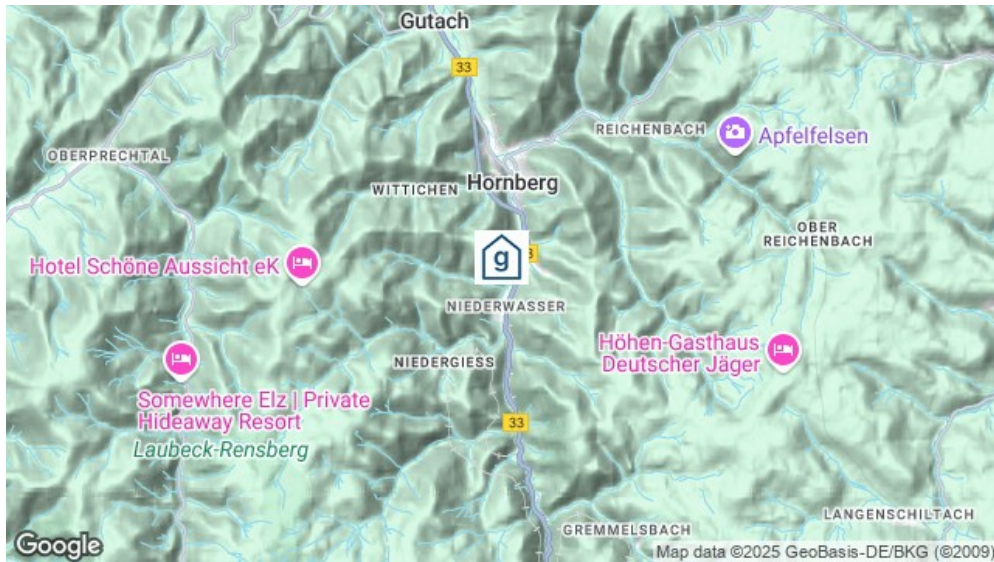 Gutach
33
REICHENBACH
Apfelfelsen
OBERPRECHTAL
WITTICHEN
Hornberg
OBER
REICHENBACH
g
Hotel Schöne Aussicht eK
NIEDERWASSER
Höhen-Gasthaus
Deutscher Jäger
NIEDERGIESS
Somewhere Elz | Private
Hideaway Resort
33
Laubeck-Rensberg
LANGENSCHILTACH
GREMMELSBACH
Google
Map data ©2025 GeoBasis-DE/BKG (©2009)